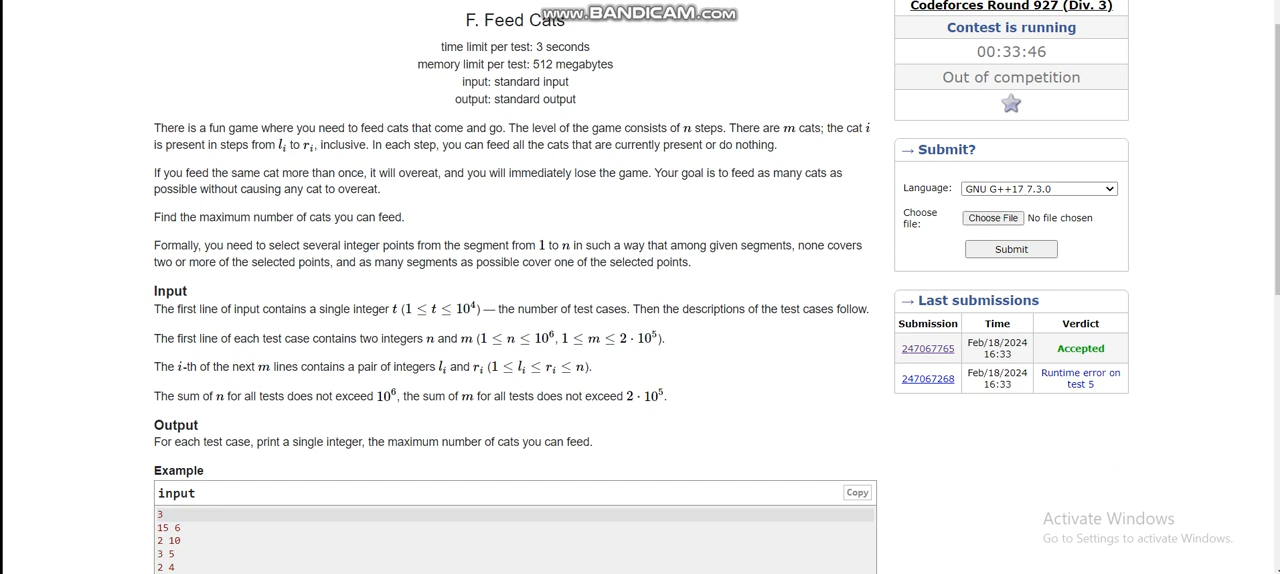 www.BANDICAM.com
F. Feed Cats
time limit per test: 3 seconds
memory limit per test: 512 megabytes
input: standard input
output: standard output
There is a fun game where you need to feed cats that come and go. The level of the game consists of n steps. There are m cats; the cat i
is present in steps from l_i to r_i, inclusive. In each step, you can feed all the cats that are currently present or do nothing.
If you feed the same cat more than once, it will overeat, and you will immediately lose the game. Your goal is to feed as many cats as
possible without causing any cat to overeat.
Find the maximum number of cats you can feed.
Formally, you need to select several integer points from the segment from 1 to n in such a way that among given segments, none covers
two or more of the selected points, and as many segments as possible cover one of the selected points.
Input
The first line of input contains a single integer t (1 ≤ t ≤ 10^4) — the number of test cases. Then the descriptions of the test cases follow.
The first line of each test case contains two integers n and m (1 ≤ n ≤ 10^6, 1 ≤ m ≤ 2 · 10^5).
The i-th of the next m lines contains a pair of integers l_i and r_i (1 ≤ l_i ≤ r_i ≤ n).
The sum of n for all tests does not exceed 10^6, the sum of m for all tests does not exceed 2 · 10^5.
Output
For each test case, print a single integer, the maximum number of cats you can feed.
Example
input
Copy
3
15 6
2 10
3 5
2 4
Codeforces Round 927 (Div. 3)
Contest is running
00:33:46
Out of competition
→ Submit?
Language: GNU G++17 7.3.0
Choose file: Choose File No file chosen
Submit
→ Last submissions
Submission Time Verdict
247067765 Feb/18/2024 16:33 Accepted
247067268 Feb/18/2024 16:33 Runtime error on test 5
Activate Windows
Go to Settings to activate Windows.